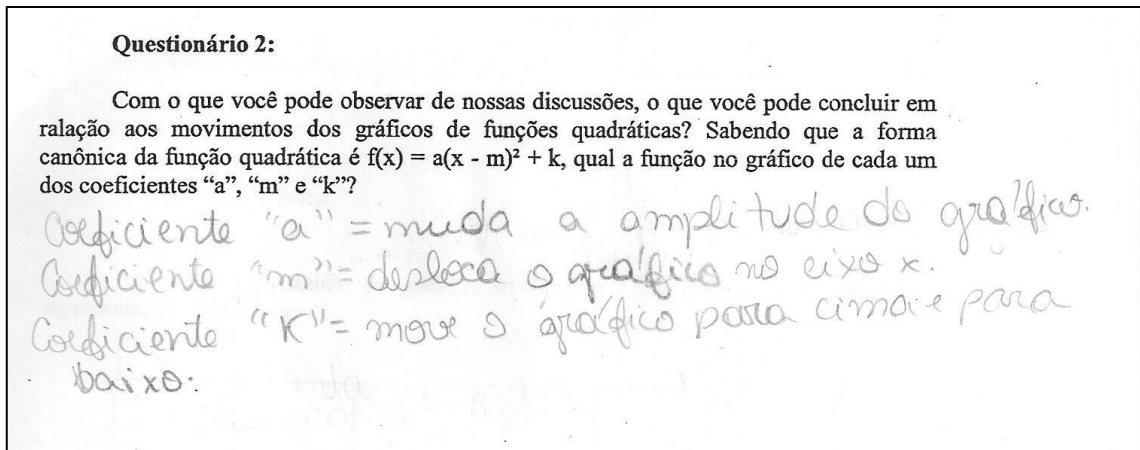 Questionário 2:
Com o que você pode observar de nossas discussões, o que você pode concluir em
ralação aos movimentos dos gráficos de funções quadráticas? Sabendo que a forma
canônica da função quadrática é f(x) = a(x - m)² + k, qual a função no gráfico de cada um
dos coeficientes “a”, “m” e “k”?
Coeficiente "a" = muda a amplitude do gráfico.
Coeficiente "m" = desloca o gráfico no eixo x.
Coeficiente "K" = move o gráfico para cima e para
baixo.